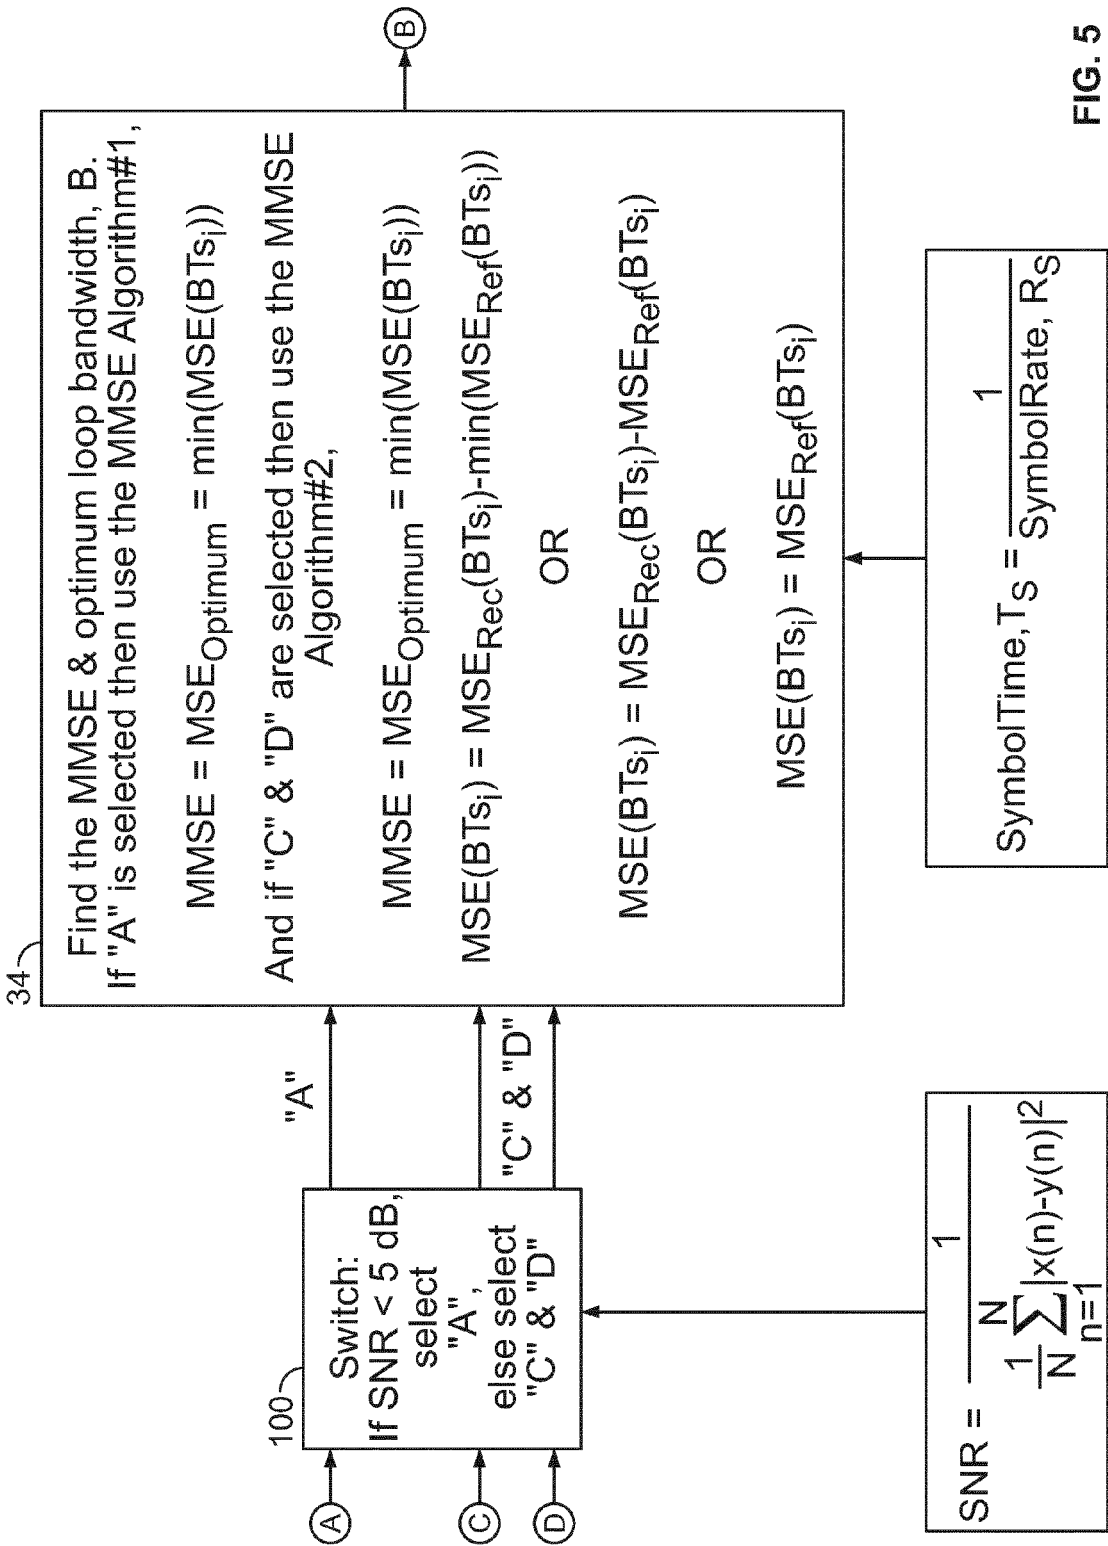 34
Find the MMSE & optimum loop bandwidth, B.
If "A" is selected then use the MMSE Algorithm#1,
MMSE = MSE_Optimum = min(MSE(BTs_i)))
And if "C" & "D" are selected then use the MMSE
Algorithm#2,
MMSE = MSE_Optimum = min(MSE(BTs_i)))
MSE(BTs_i) = MSE_Rec(BTs_i)-min(MSE_Ref(BTs_i)))
OR
MSE(BTs_i) = MSE_Rec(BTs_i)-MSE_Ref(BTs_i)
OR
MSE(BTs_i) = MSE_Ref(BTs_i)
B
100
Switch:
If SNR < 5 dB,
select
"A",
else select
"C" & "D"
A
C
D
"A"
"C" & "D"
SNR = 1 / (1/N N∑n=1 |x(n)-y(n)|²)
SymbolTime,T_S = 1 / SymbolRate, R_S
FIG. 5